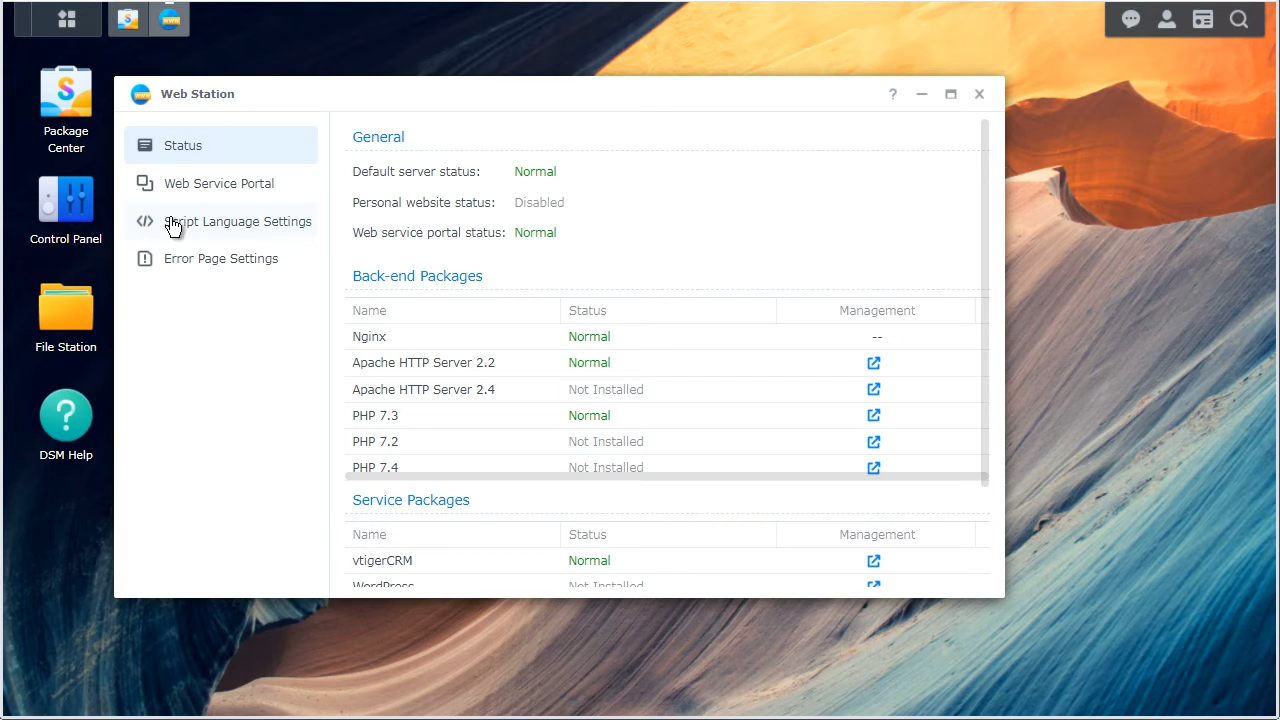 Package
Center
Control Panel
File Station
DSM Help
Web Station
Status
Web Service Portal
Script Language Settings
Error Page Settings
General
Default server status: Normal
Personal website status: Disabled
Web service portal status: Normal
Back-end Packages
Name Status Management
Nginx Normal --
Apache HTTP Server 2.2 Normal
Apache HTTP Server 2.4 Not Installed
PHP 7.3 Normal
PHP 7.2 Not Installed
PHP 7.4 Not Installed
Service Packages
Name Status Management
vtigerCRM Normal
WordPress Not Installed